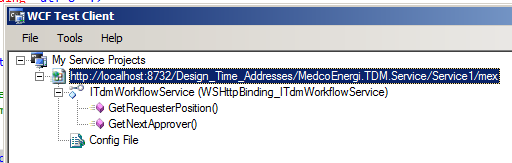 WCF Test Client
File Tools Help
My Service Projects
http://localhost:8732/Design_Time_Addresses/MedcoEnergi.TDM.Service/Service1/mex
ITdmWorkflowService (WSHttpBinding_ITdmWorkflowService)
GetRequesterPosition()
GetNextApprover()
Config File